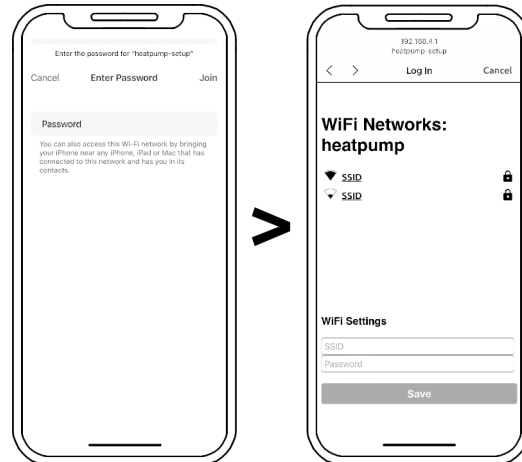 Enter the password for "heatpump-setup"
Cancel Enter Password Join
Password
You can also access this Wi-Fi network by bringing
your iPhone near any iPhone, iPad or Mac that has
connected to this network and has you in its
contacts.
>
192.168.4.1
heatpump-setup
< > Log In Cancel
WiFi Networks:
heatpump
SSID
SSID
WiFi Settings
SSID
Password
Save